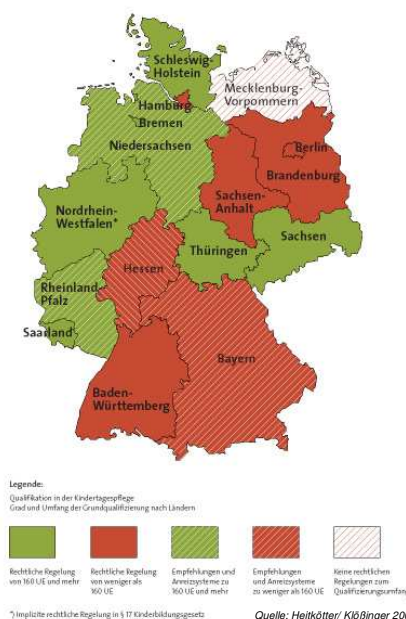 Schleswig-
Holstein
Mecklenburg-
Vorpommern
Hamburg
Bremen
Niedersachsen
Berlin
Brandenburg
Sachsen-
Anhalt
Nordrhein-
Westfalen*
Sachsen
Thüringen
Hessen
Rheinland-
Pfalz
Saarland
Bayern
Baden-
Württemberg
Legende:
Qualifikation in der Kindertagespflege
Grad und Umfang der Grundqualifizierung nach Ländern
Rechtliche Regelung
von 160 UE und mehr
Rechtliche Regelung
von weniger als
160 UE
Empfehlungen und
Anreizsysteme zu
160 UE und mehr
Empfehlungen
und Anreizsysteme
zu weniger als 160 UE
Keine rechtlichen
Regelungen zum
Qualifizierungsumfan
*) Implizite rechtliche Regelung in § 17 Kinderbildungsgesetz
Quelle: Heitkötter/ Klößinger 200